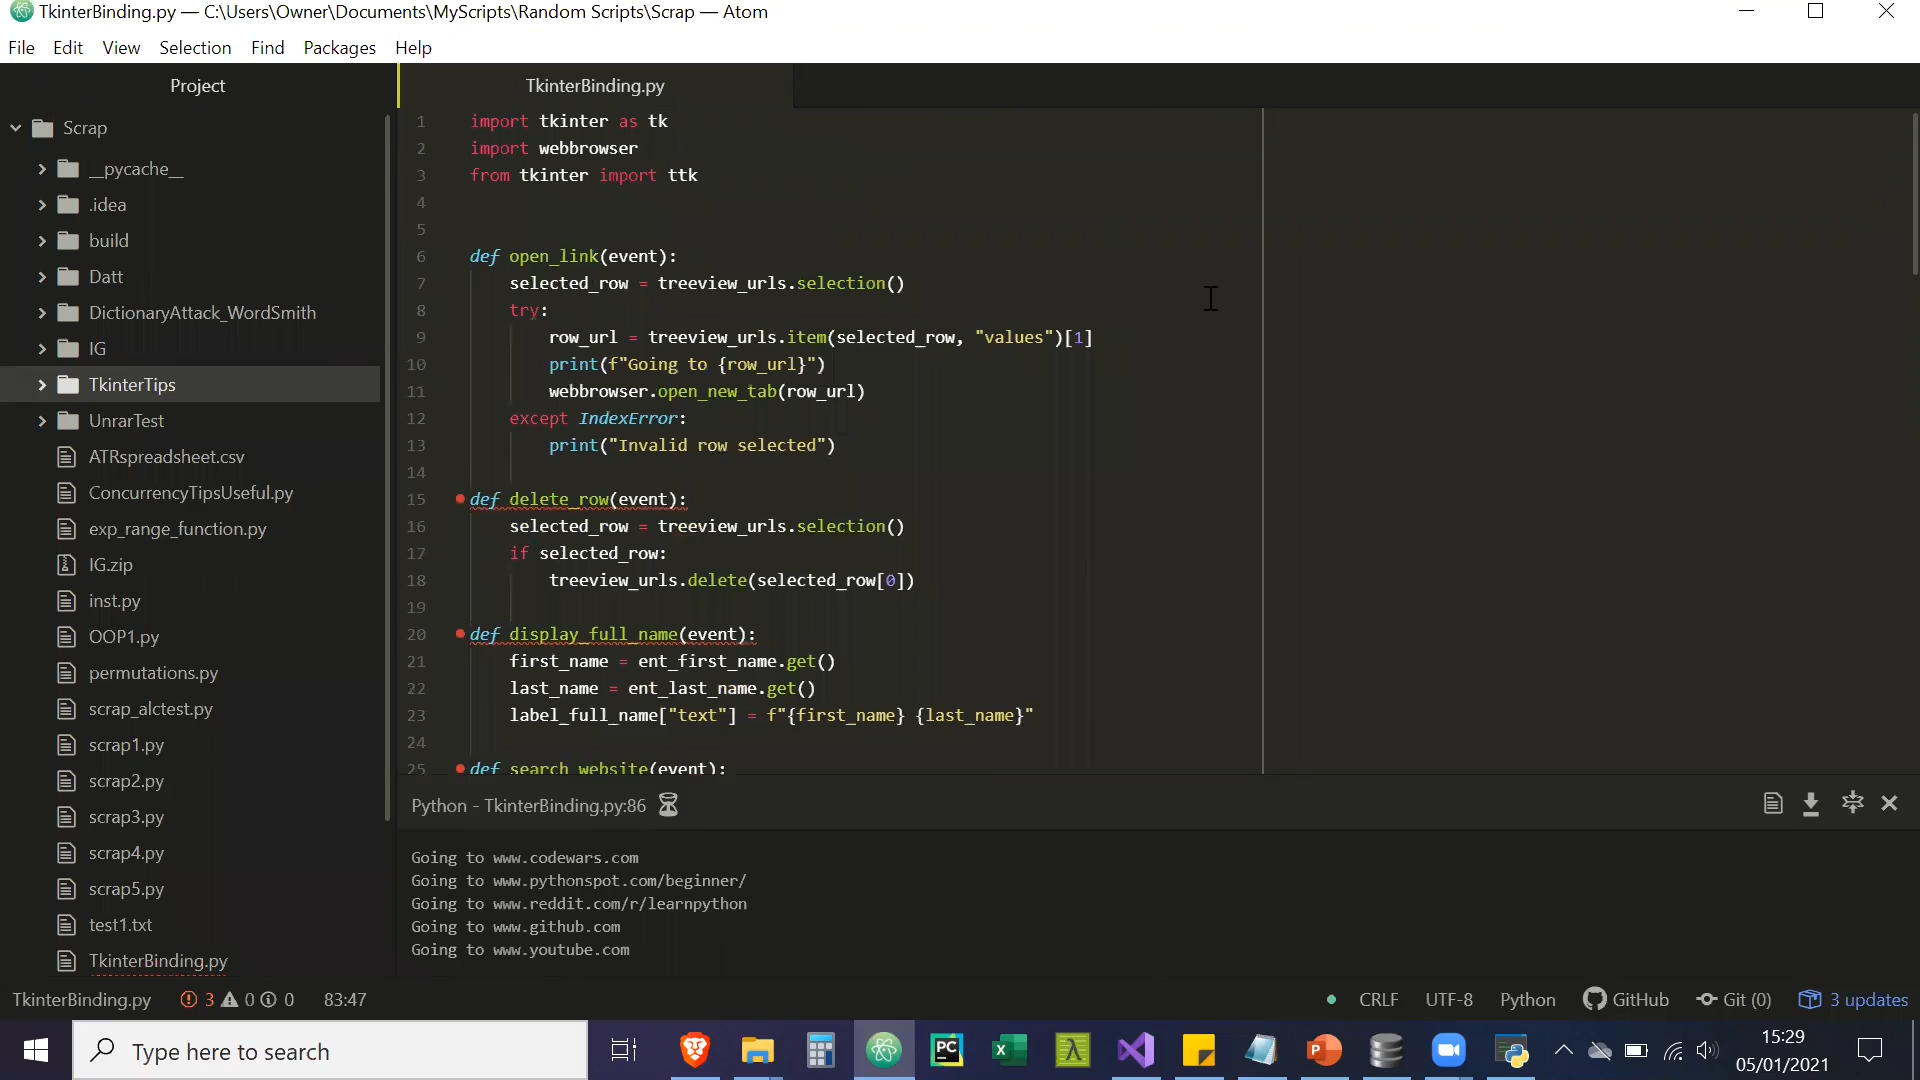 TkinterBinding.py — C:\Users\Owner\Documents\MyScripts\Random Scripts\Scrap — Atom
File Edit View Selection Find Packages Help
Project
TkinterBinding.py
Scrap
__pycache__
.idea
build
Datt
DictionaryAttack_WordSmith
IG
TkinterTips
UnrarTest
ATRspreadsheet.csv
ConcurrencyTipsUseful.py
exp_range_function.py
IG.zip
inst.py
OOP1.py
permutations.py
scrap_alctest.py
scrap1.py
scrap2.py
scrap3.py
scrap4.py
scrap5.py
test1.txt
TkinterBinding.py
1 import tkinter as tk
2 import webbrowser
3 from tkinter import ttk
4
5
6 def open_link(event):
7 selected_row = treeview_urls.selection()
8 try:
9 row_url = treeview_urls.item(selected_row, "values")[1]
10 print(f"Going to {row_url}")
11 webbrowser.open_new_tab(row_url)
12 except IndexError:
13 print("Invalid row selected")
14
15 def delete_row(event):
16 selected_row = treeview_urls.selection()
17 if selected_row:
18 treeview_urls.delete(selected_row[0])
19
20 def display_full_name(event):
21 first_name = ent_first_name.get()
22 last_name = ent_last_name.get()
23 label_full_name["text"] = f"{first_name} {last_name}"
24
25 def search_website(event):
Python - TkinterBinding.py:86
Going to www.codewars.com
Going to www.pythonspot.com/beginner/
Going to www.reddit.com/r/learnpython
Going to www.github.com
Going to www.youtube.com
TkinterBinding.py 3 0 0 83:47 CRLF UTF-8 Python GitHub Git (0) 3 updates
Type here to search
PC
X
P
15:29
05/01/2021